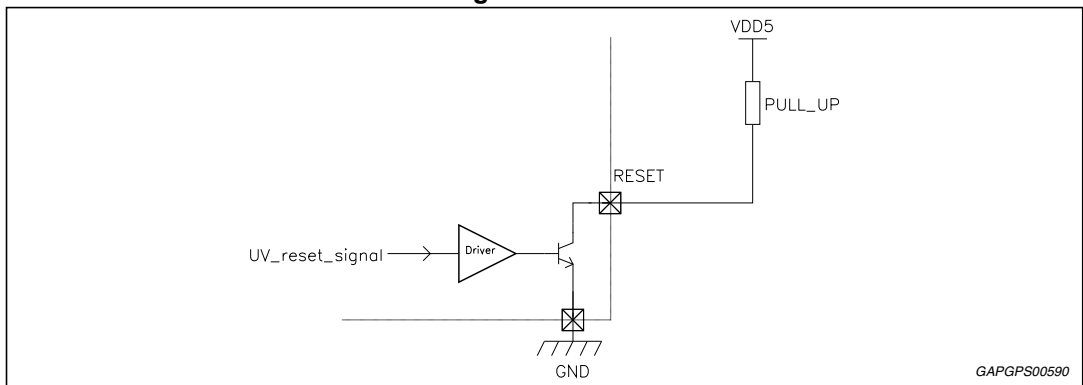 g
VDD5
PULL_UP
RESET
Driver
UV_reset_signal
GND
GAPGPS00590